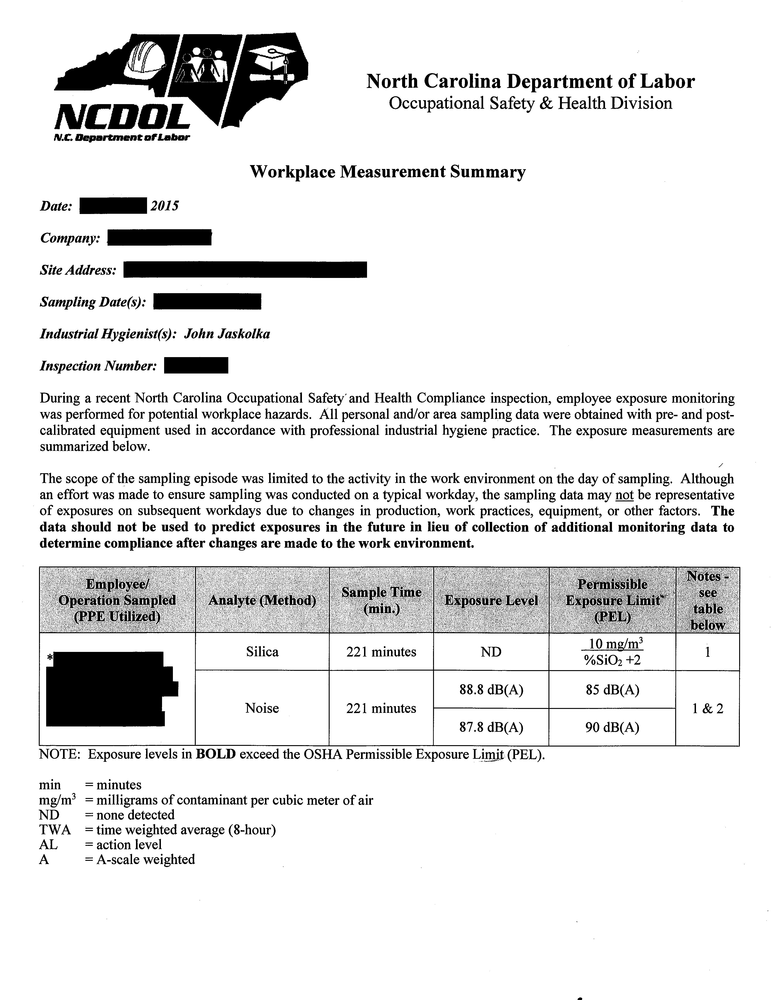 NCDOL
N.C. Department of Labor
North Carolina Department of Labor
Occupational Safety & Health Division
Workplace Measurement Summary
Date: 2015
Company:
Site Address:
Sampling Date(s):
Industrial Hygienist(s): John Jaskolka
Inspection Number:
During a recent North Carolina Occupational Safety and Health Compliance inspection, employee exposure monitoring
was performed for potential workplace hazards. All personal and/or area sampling data were obtained with pre- and post-
calibrated equipment used in accordance with professional industrial hygiene practice. The exposure measurements are
summarized below.
The scope of the sampling episode was limited to the activity in the work environment on the day of sampling. Although
an effort was made to ensure sampling was conducted on a typical workday, the sampling data may not be representative
of exposures on subsequent workdays due to changes in production, work practices, equipment, or other factors. The
data should not be used to predict exposures in the future in lieu of collection of additional monitoring data to
determine compliance after changes are made to the work environment.
Employee/
Operation Sampled
(PPE Utilized)
Analyte (Method)
Sample Time
(min.)
Exposure Level
Permissible
Exposure Limit
(PEL)
Notes -
see
table
below
*
Silica
221 minutes
ND
10 mg/m³
%SiO₂ +2
1
Noise
221 minutes
88.8 dB(A)
85 dB(A)
87.8 dB(A)
90 dB(A)
1 & 2
NOTE: Exposure levels in BOLD exceed the OSHA Permissible Exposure Limit (PEL).
min = minutes
mg/m³ = milligrams of contaminant per cubic meter of air
ND = none detected
TWA = time weighted average (8-hour)
AL = action level
A = A-scale weighted